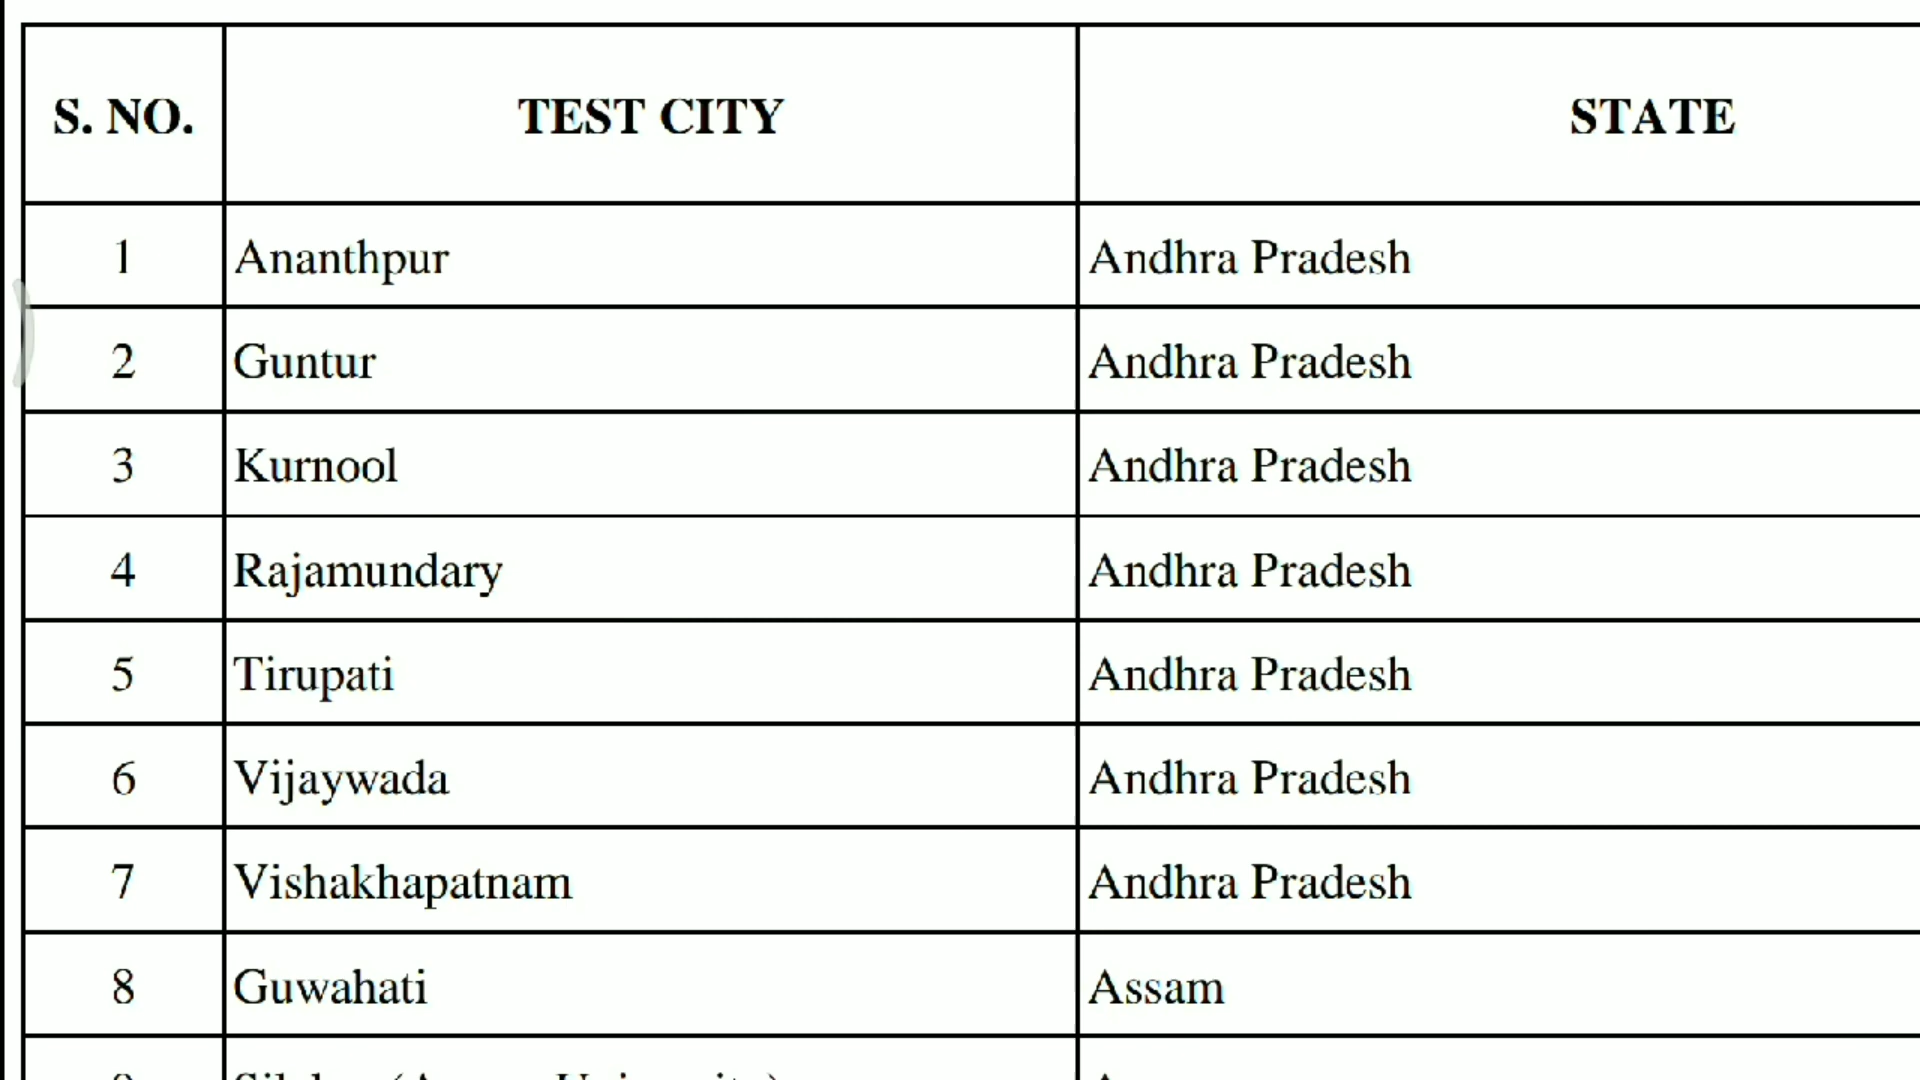 S. NO. TEST CITY STATE
1 Ananthpur Andhra Pradesh
2 Guntur Andhra Pradesh
3 Kurnool Andhra Pradesh
4 Rajamundary Andhra Pradesh
5 Tirupati Andhra Pradesh
6 Vijaywada Andhra Pradesh
7 Vishakhapatnam Andhra Pradesh
8 Guwahati Assam